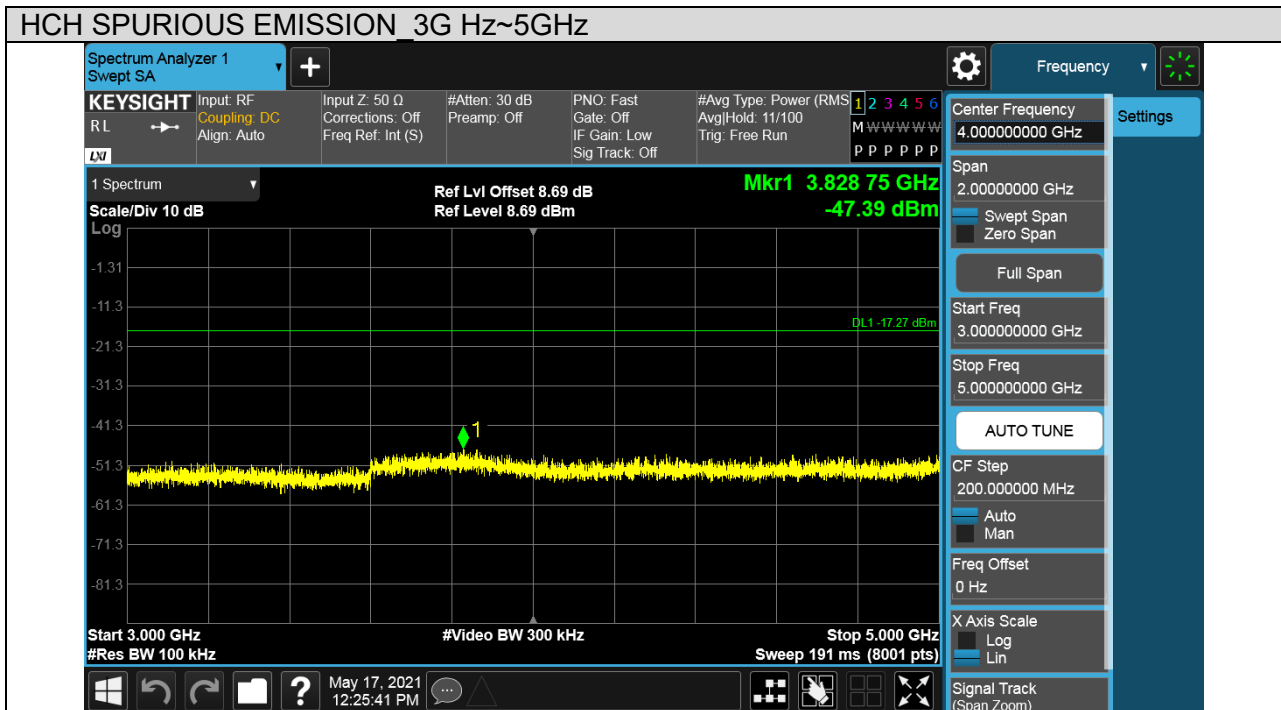 HCH SPURIOUS EMISSION_3G Hz~5GHz
Spectrum Analyzer 1
Swept SA
+
Frequency
KEYSIGHT
RL
LXI
Input: RF
Coupling: DC
Align: Auto
Input Z: 50 Ω
Corrections: Off
Freq Ref: Int (S)
#Atten: 30 dB
Preamp: Off
PNO: Fast
Gate: Off
IF Gain: Low
Sig Track: Off
#Avg Type: Power (RMS
Avg|Hold: 11/100
Trig: Free Run
1 2 3 4 5 6
M W W W W W
P P P P P P
1 Spectrum
Scale/Div 10 dB
Ref Lvl Offset 8.69 dB
Ref Level 8.69 dBm
Mkr1 3.828 75 GHz
-47.39 dBm
Log
-1.31
-11.3
DL1 -17.27 dBm
-21.3
-31.3
-41.3
1
-51.3
-61.3
-71.3
-81.3
Start 3.000 GHz
#Res BW 100 kHz
#Video BW 300 kHz
Stop 5.000 GHz
Sweep 191 ms (8001 pts)
?
May 17, 2021
12:25:41 PM
Center Frequency
4.000000000 GHz
Settings
Span
2.00000000 GHz
Swept Span
Zero Span
Full Span
Start Freq
3.000000000 GHz
Stop Freq
5.000000000 GHz
AUTO TUNE
CF Step
200.000000 MHz
Auto
Man
Freq Offset
0 Hz
X Axis Scale
Log
Lin
Signal Track
(Span Zoom)